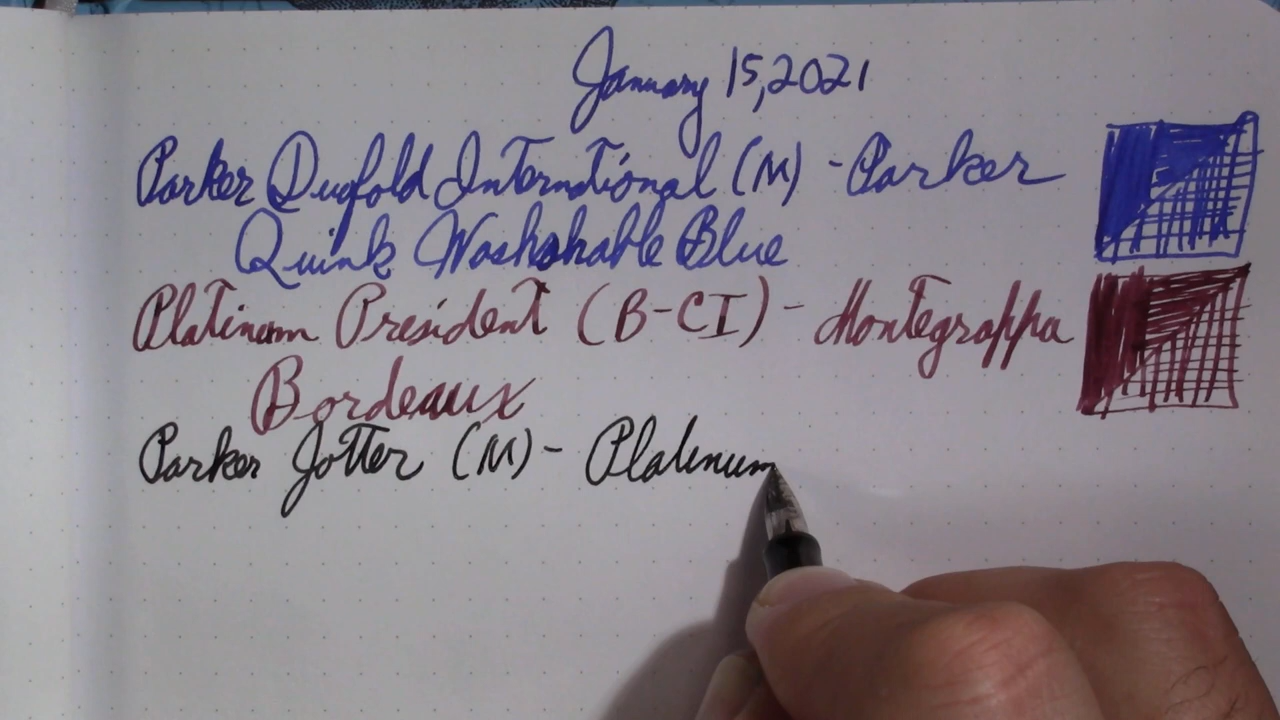 January 15, 2021
Parker Duofold International (M) - Parker
Quink Washable Blue
Platinum President (B-CI) - Montegrappa
Bordeaux
Parker Jotter (M) - Platinum